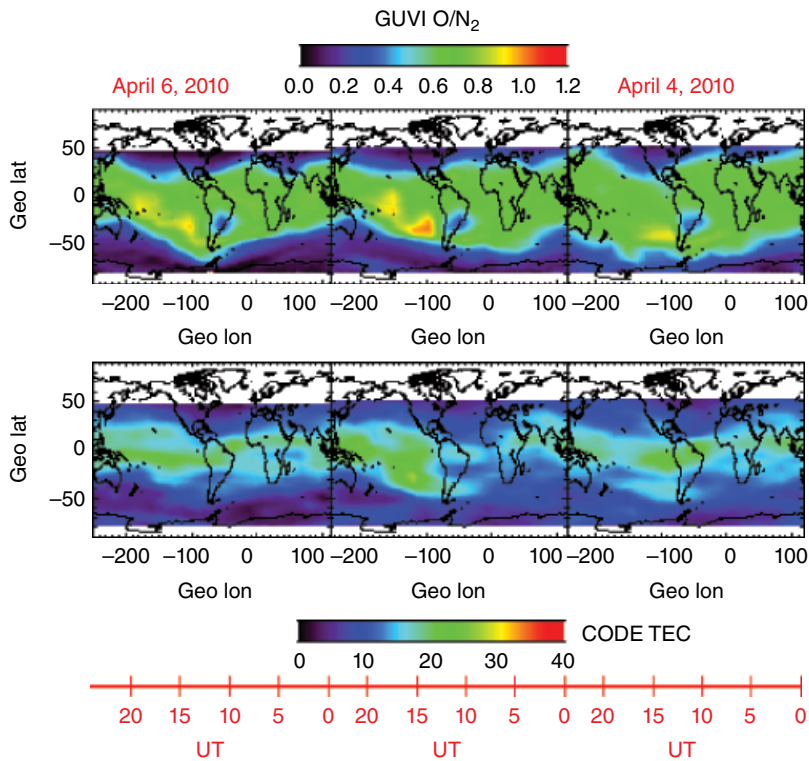 GUVI O/N₂
0.0 0.2 0.4 0.6 0.8 1.0 1.2
April 6, 2010 April 4, 2010
Geo lat
50
0
−50
−200 −100 0 100 −200 −100 0 100 −200 −100 0 100
Geo lon Geo lon Geo lon
Geo lat
50
0
−50
−200 −100 0 100 −200 −100 0 100 −200 −100 0 100
Geo lon Geo lon Geo lon
CODE TEC
0 10 20 30 40
20 15 10 5 0 20 15 10 5 0 20 15 10 5 0
UT UT UT